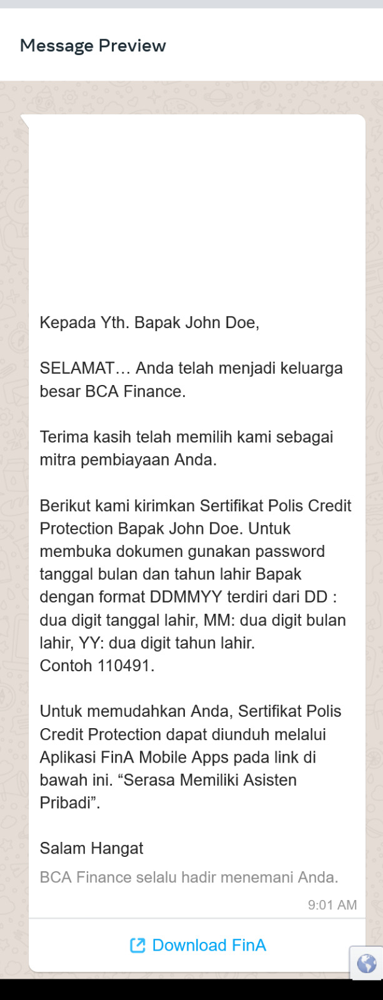 Message Preview
Kepada Yth. Bapak John Doe,
SELAMAT... Anda telah menjadi keluarga
besar BCA Finance.
Terima kasih telah memilih kami sebagai
mitra pembiayaan Anda.
Berikut kami kirimkan Sertifikat Polis Credit
Protection Bapak John Doe. Untuk
membuka dokumen gunakan password
tanggal bulan dan tahun lahir Bapak
dengan format DDMMYY terdiri dari DD :
dua digit tanggal lahir, MM: dua digit bulan
lahir, YY: dua digit tahun lahir.
Contoh 110491.
Untuk memudahkan Anda, Sertifikat Polis
Credit Protection dapat diunduh melalui
Aplikasi FinA Mobile Apps pada link di
bawah ini. “Serasa Memiliki Asisten
Pribadi”.
Salam Hangat
BCA Finance selalu hadir menemani Anda.
9:01 AM
Download FinA